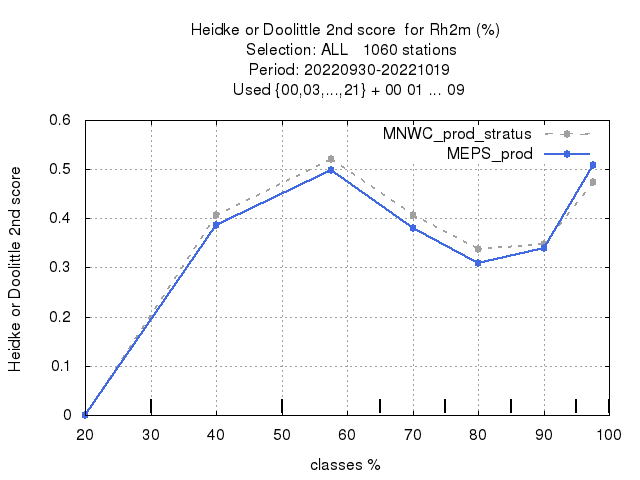 Heidke or Doolittle 2nd score  for Rh2m (%)
Selection: ALL   1060 stations
Period: 20220930-20221019
Used {00,03,...,21} + 00 01 ... 09
MNWC_prod_stratus
MEPS_prod
Heidke or Doolittle 2nd score
0.6
0.5
0.4
0.3
0.2
0.1
0
20 30 40 50 60 70 80 90 100
classes %